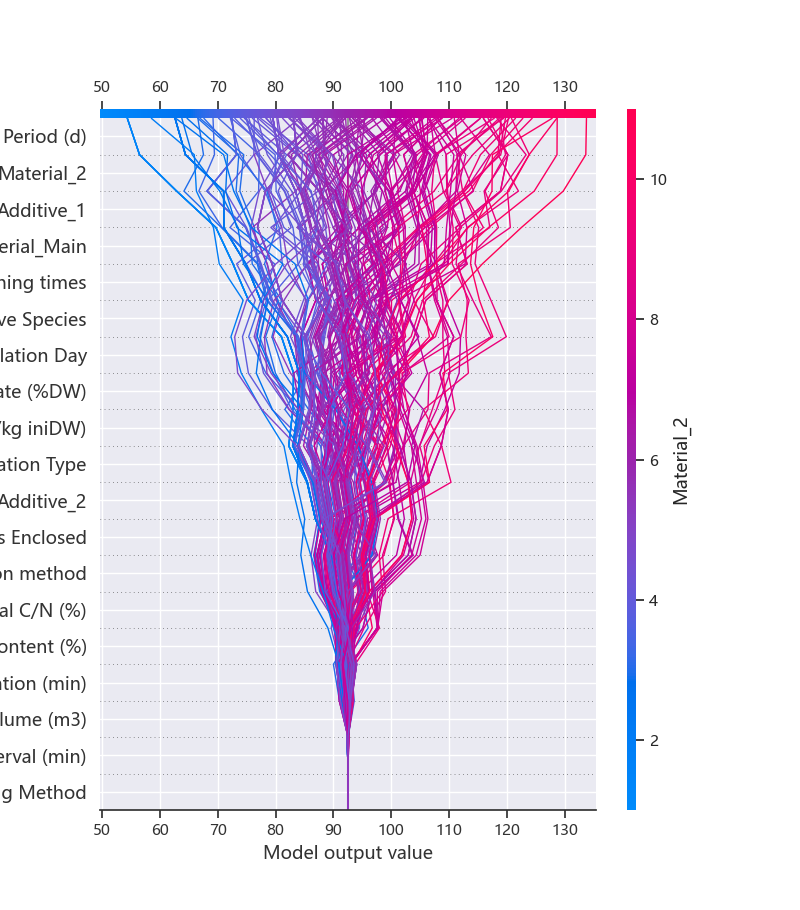 50 60 70 80 90 100 110 120 130
Period (d)
Material_2
Additive_1
erial_Main
ning times
ve Species
lation Day
ate (%DW)
/kg iniDW)
ation Type
Additive_2
s Enclosed
on method
al C/N (%)
ontent (%)
ation (min)
lume (m3)
erval (min)
g Method
50 60 70 80 90 100 110 120 130
Model output value
10
8
6
4
2
Material_2